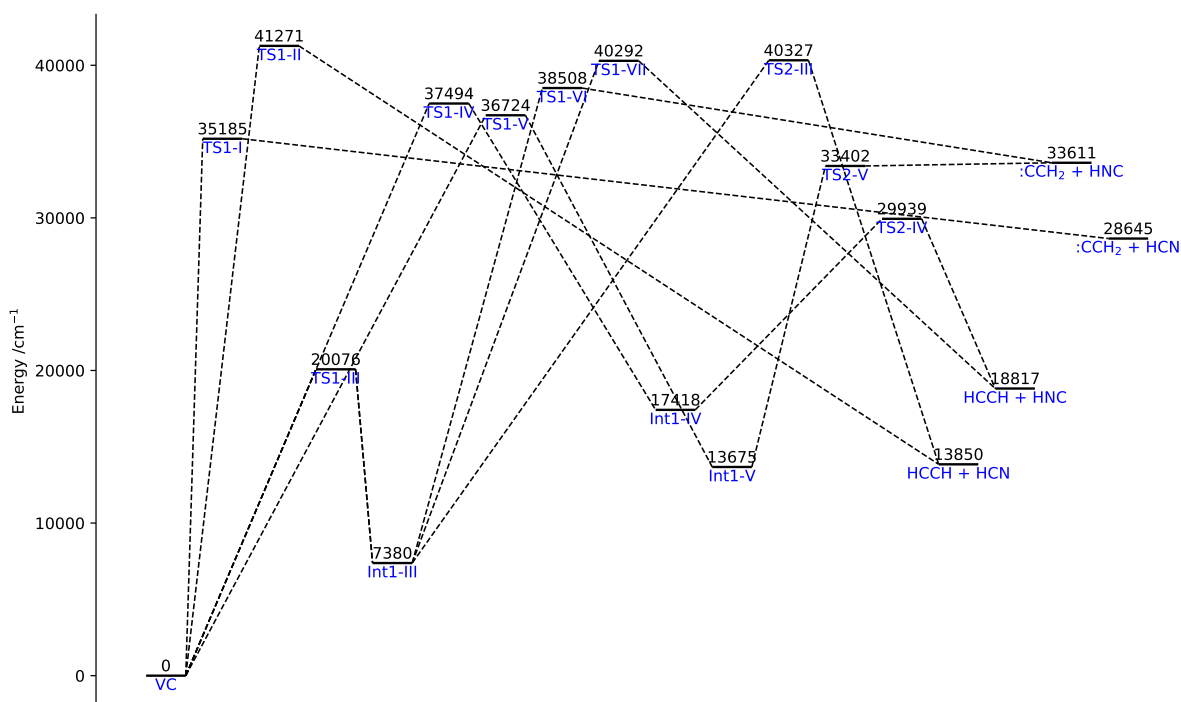 Energy /cm⁻¹
40000
30000
20000
10000
0
41271
TS1-II
35185
TS1-I
37494
TS1-IV
36724
TS1-V
38508
TS1-VI
40292
TS1-VII
40327
TS2-III
33402
TS2-V
33611
:CCH₂ + HNC
29939
TS2-IV
28645
:CCH₂ + HCN
20076
TS1-III
17418
Int1-IV
18817
HCCH + HNC
13675
Int1-V
13850
HCCH + HCN
7380
Int1-III
0
VC